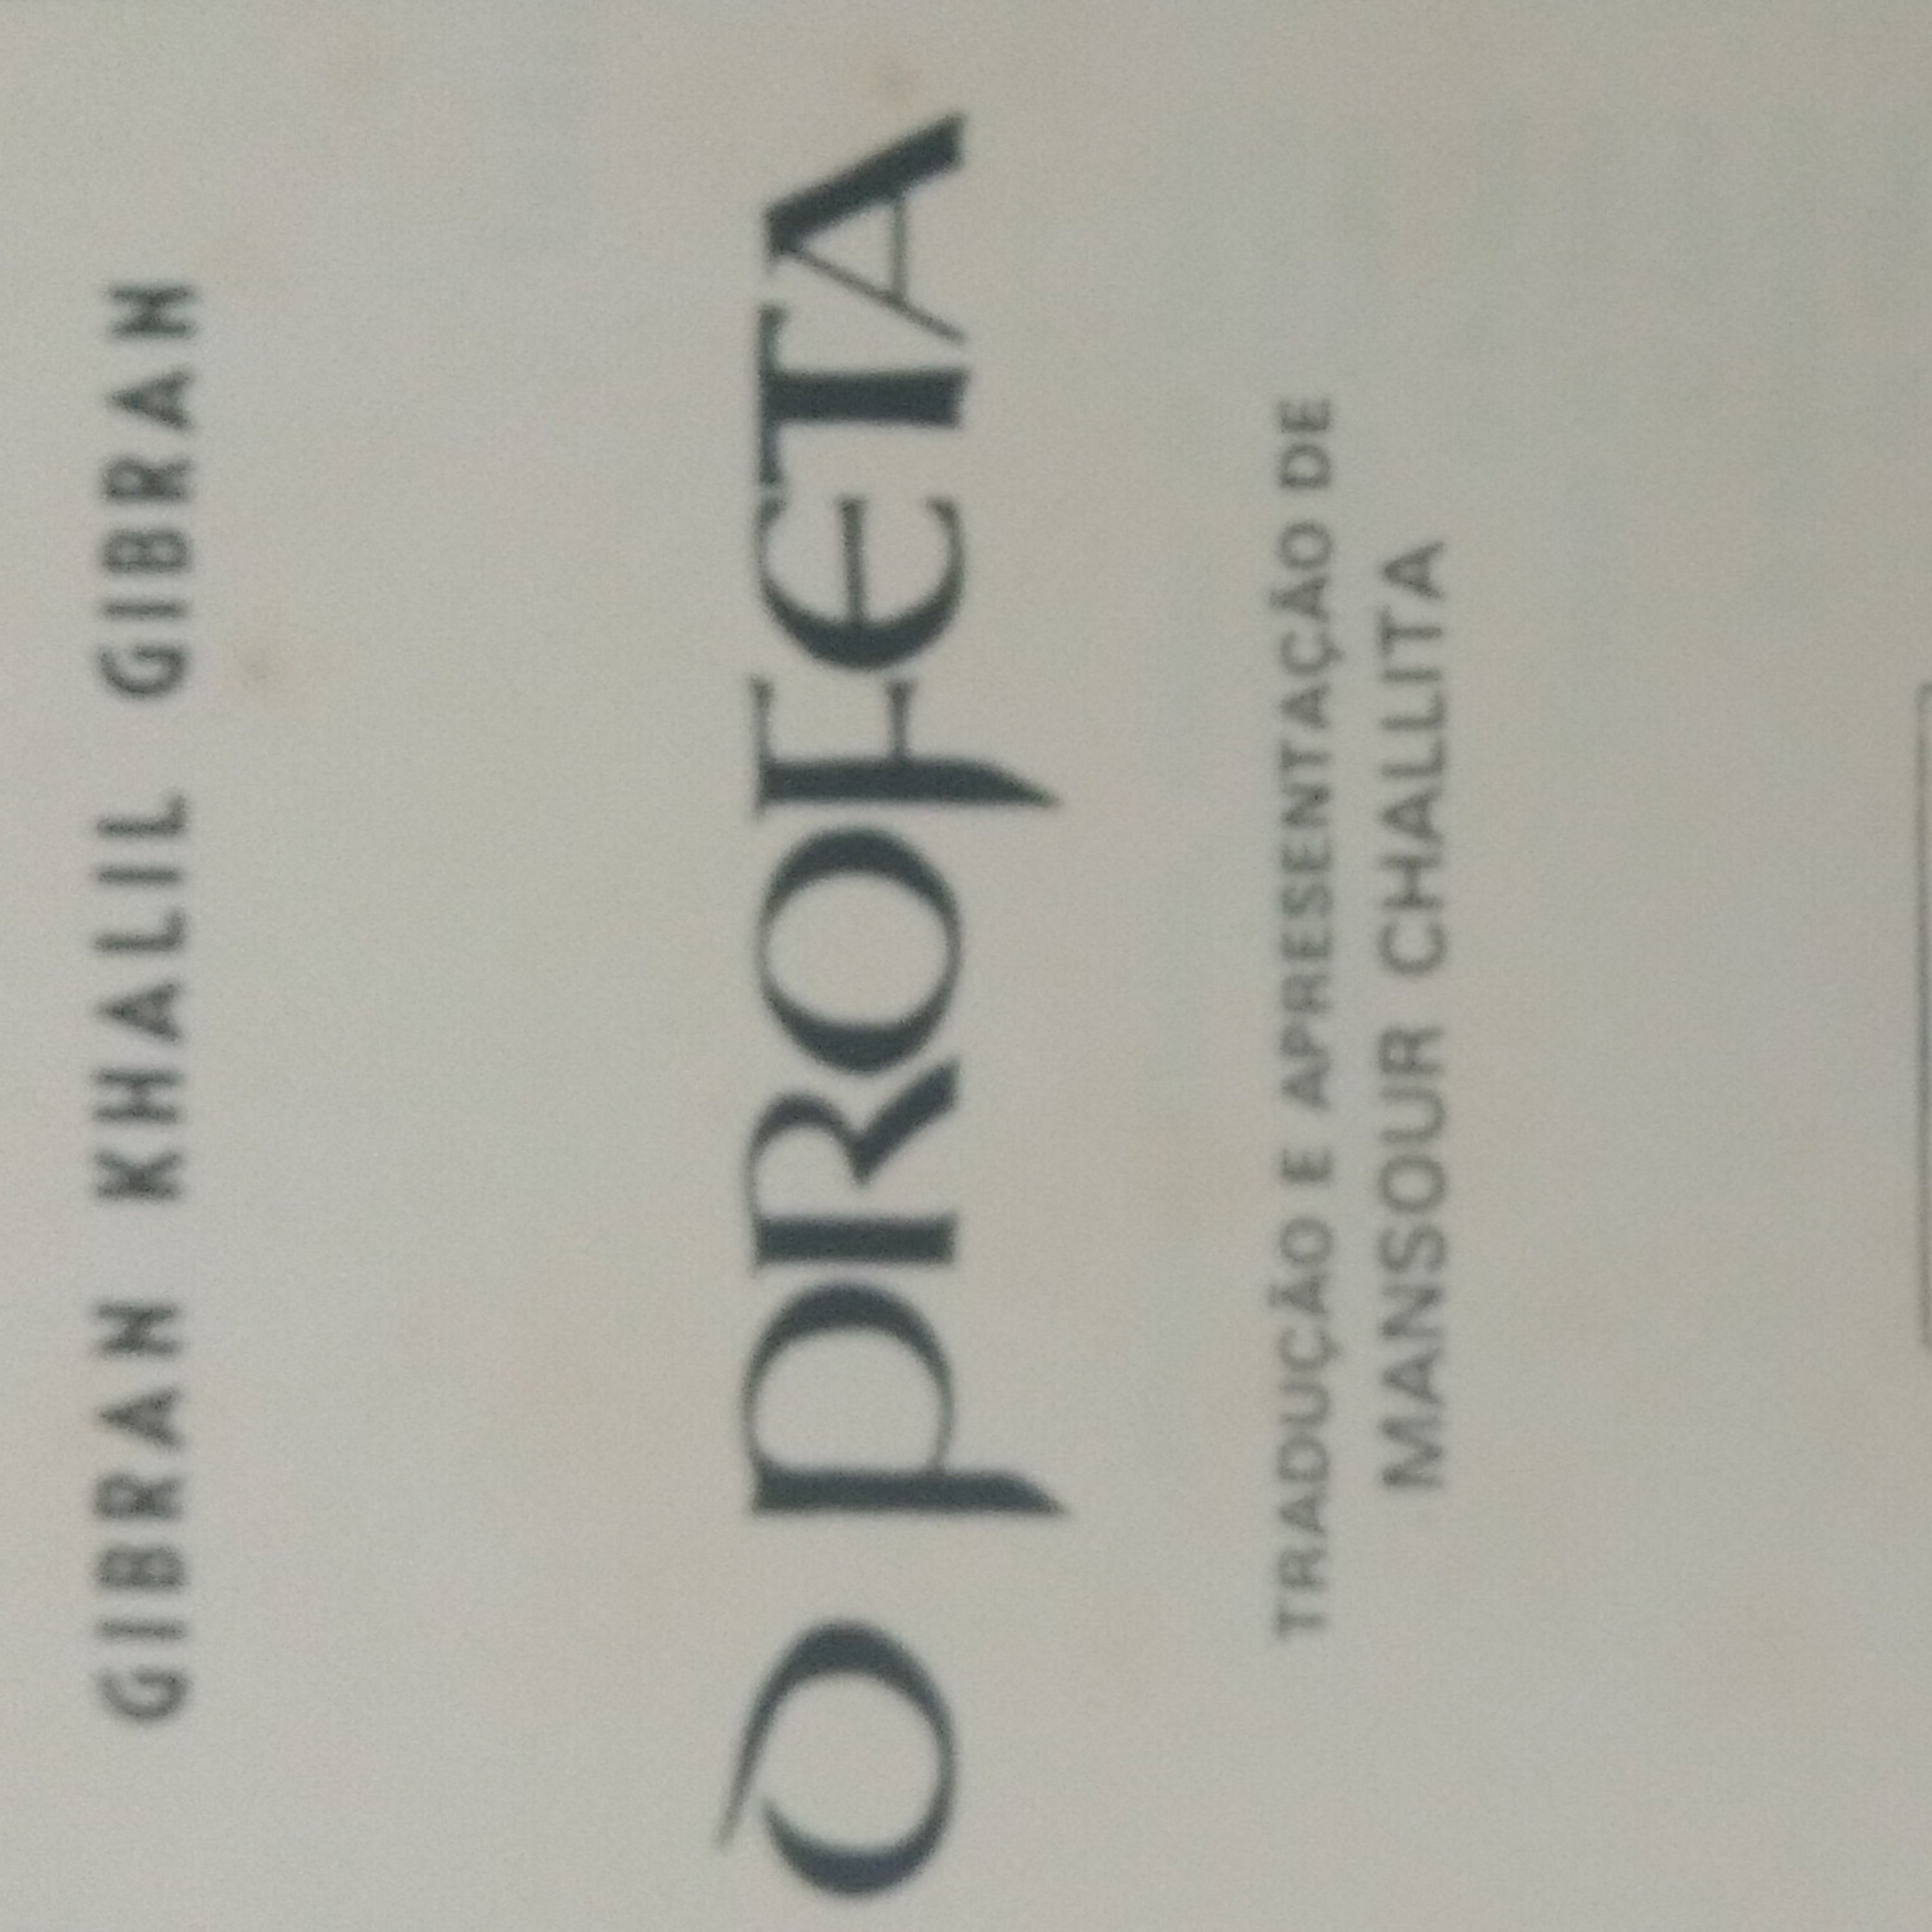 GIBRAN KHALIL GIBRAN
O PROFETA
TRADUÇÃO E APRESENTAÇÃO DE
MANSOUR CHALLITA